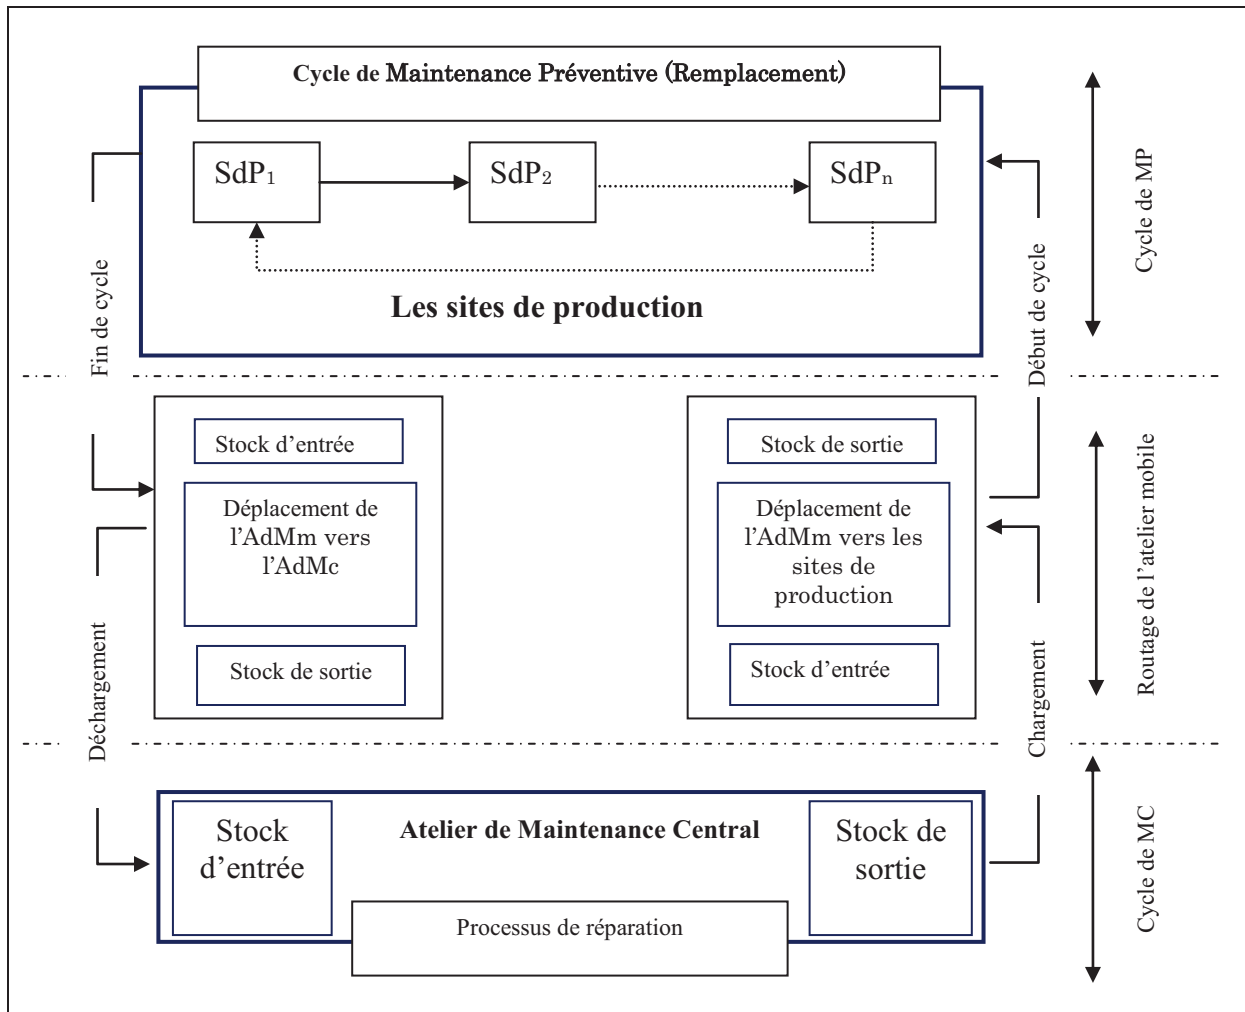 Cycle de Maintenance Préventive (Remplacement)
SdP₁
SdP₂
SdPₙ
Les sites de production
Fin de cycle
Début de cycle
Cycle de MP
Stock d’entrée
Déplacement de
l’AdMm vers
l’AdMc
Stock de sortie
Stock de sortie
Déplacement de
l’AdMm vers les
sites de
production
Stock d’entrée
Routage de l’atelier mobile
Déchargement
Chargement
Stock
d’entrée
Atelier de Maintenance Central
Stock de
sortie
Processus de réparation
Cycle de MC